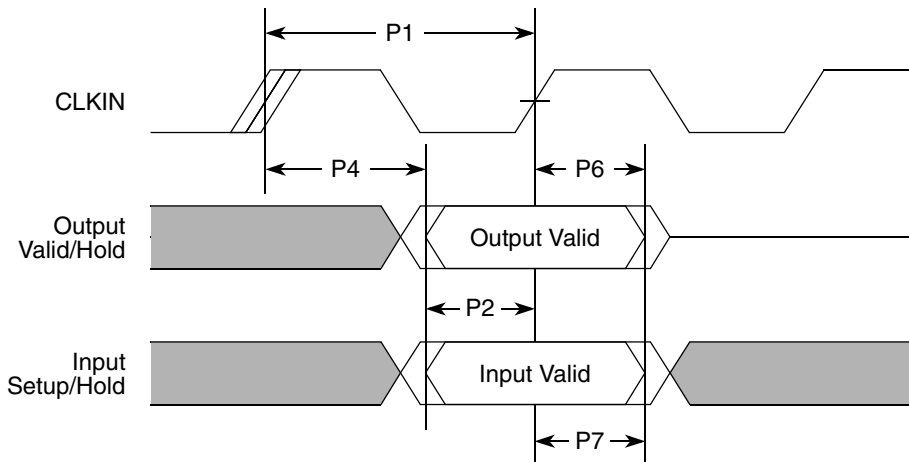 P1
CLKIN
P4
P6
Output
Valid/Hold
Output Valid
P2
Input
Setup/Hold
Input Valid
P7